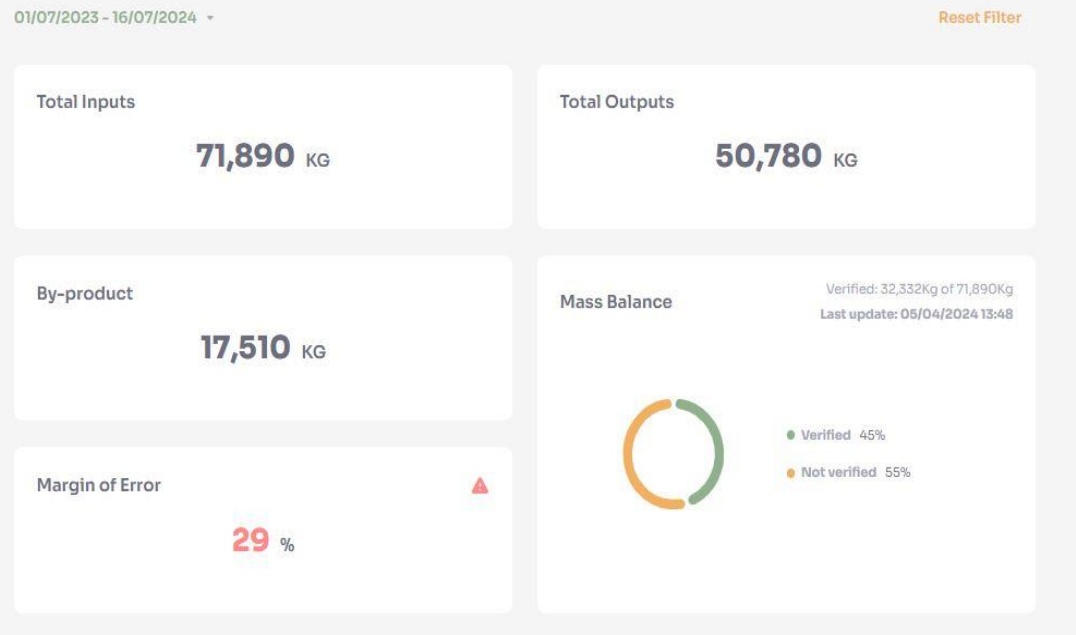 01/07/2023 - 16/07/2024
Reset Filter
Total Inputs
71,890 KG
Total Outputs
50,780 KG
By-product
17,510 KG
Mass Balance
Verified: 32,332Kg of 71,890Kg
Last update: 05/04/2024 13:48
Verified 45%
Not verified 55%
Margin of Error
29 %